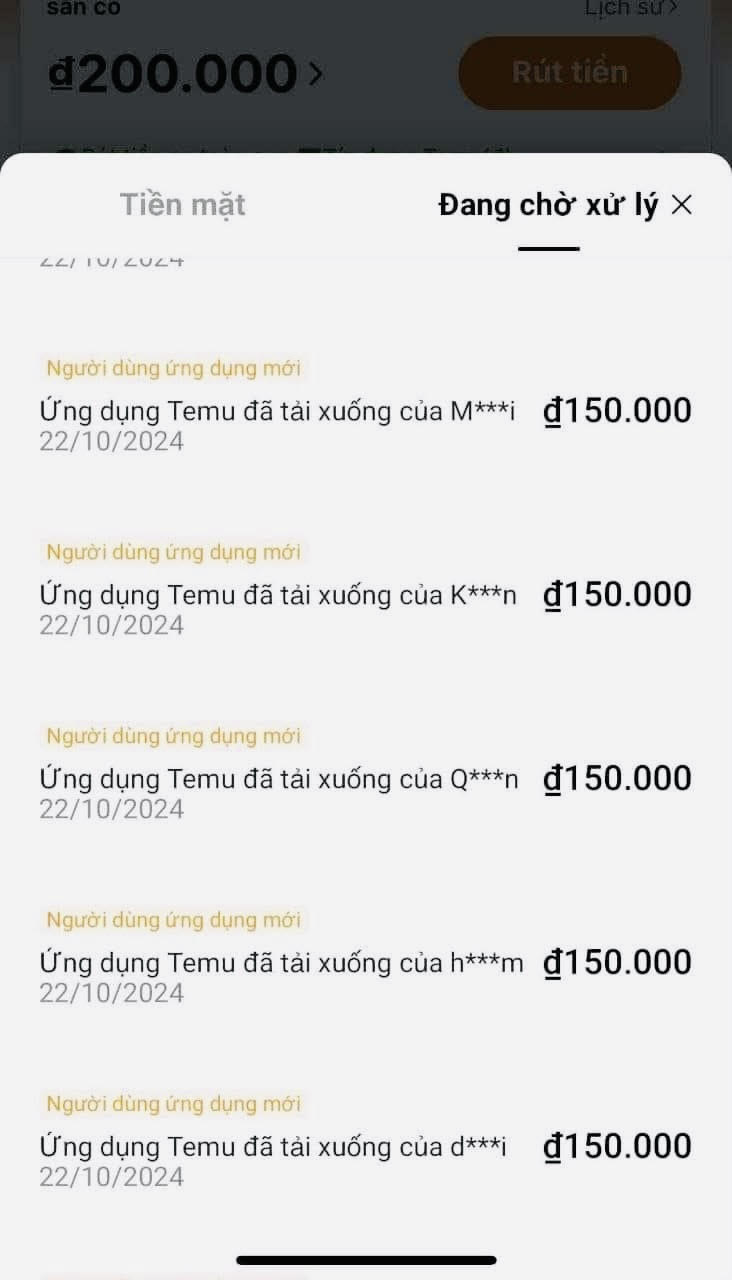 sẵn có
Lịch sử>
₫200.000>
Rút tiền
Tiền mặt
Đang chờ xử lý ×
22/10/2024
Người dùng ứng dụng mới
Ứng dụng Temu đã tải xuống của M***i ₫150.000
22/10/2024
Người dùng ứng dụng mới
Ứng dụng Temu đã tải xuống của K***n ₫150.000
22/10/2024
Người dùng ứng dụng mới
Ứng dụng Temu đã tải xuống của Q***n ₫150.000
22/10/2024
Người dùng ứng dụng mới
Ứng dụng Temu đã tải xuống của h***m ₫150.000
22/10/2024
Người dùng ứng dụng mới
Ứng dụng Temu đã tải xuống của d***i ₫150.000
22/10/2024